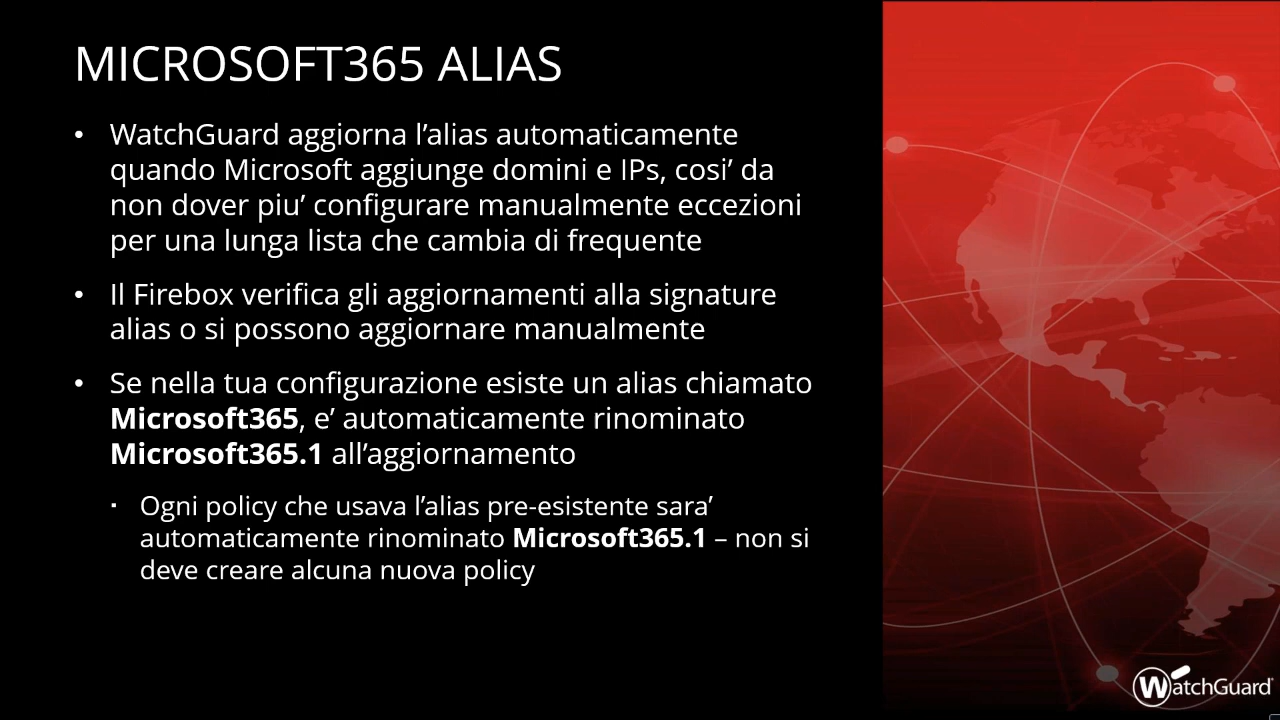 MICROSOFT365 ALIAS
• WatchGuard aggiorna l’alias automaticamente
quando Microsoft aggiunge domini e IPs, cosi’ da
non dover piu’ configurare manualmente eccezioni
per una lunga lista che cambia di frequente
• Il Firebox verifica gli aggiornamenti alla signature
alias o si possono aggiornare manualmente
• Se nella tua configurazione esiste un alias chiamato
Microsoft365, e’ automaticamente rinominato
Microsoft365.1 all’aggiornamento
▪ Ogni policy che usava l’alias pre-esistente sara’
automaticamente rinominato Microsoft365.1 – non si
deve creare alcuna nuova policy
WatchGuard